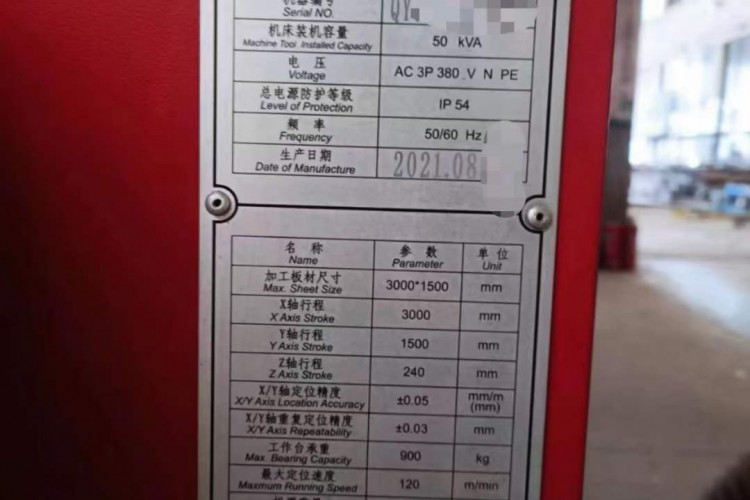 机器编号
Serial NO. QY
机床装机容量
Machine Tool Installed Capacity 50 kVA
电 压
Voltage AC 3P 380 V N PE
总电源防护等级
Level of Protection IP 54
频 率
Frequency 50/60 Hz
生产日期
Date of Manufacture 2021.08
名 称 参 数 单 位
Name Parameter Unit
加工板材尺寸
Max. Sheet Size 3000*1500 mm
X轴行程
X Axis Stroke 3000 mm
Y轴行程
Y Axis Stroke 1500 mm
Z轴行程
Z Axis Stroke 240 mm
X/Y轴定位精度
X/Y Axis Location Accuracy ±0.05 mm/m (mm)
X/Y轴重复定位精度
X/Y Axis Repeatability ±0.03 mm
工作台承重
Max. Bearing Capacity 900 kg
最大定位速度
Maxmum Running Speed 120 m/min